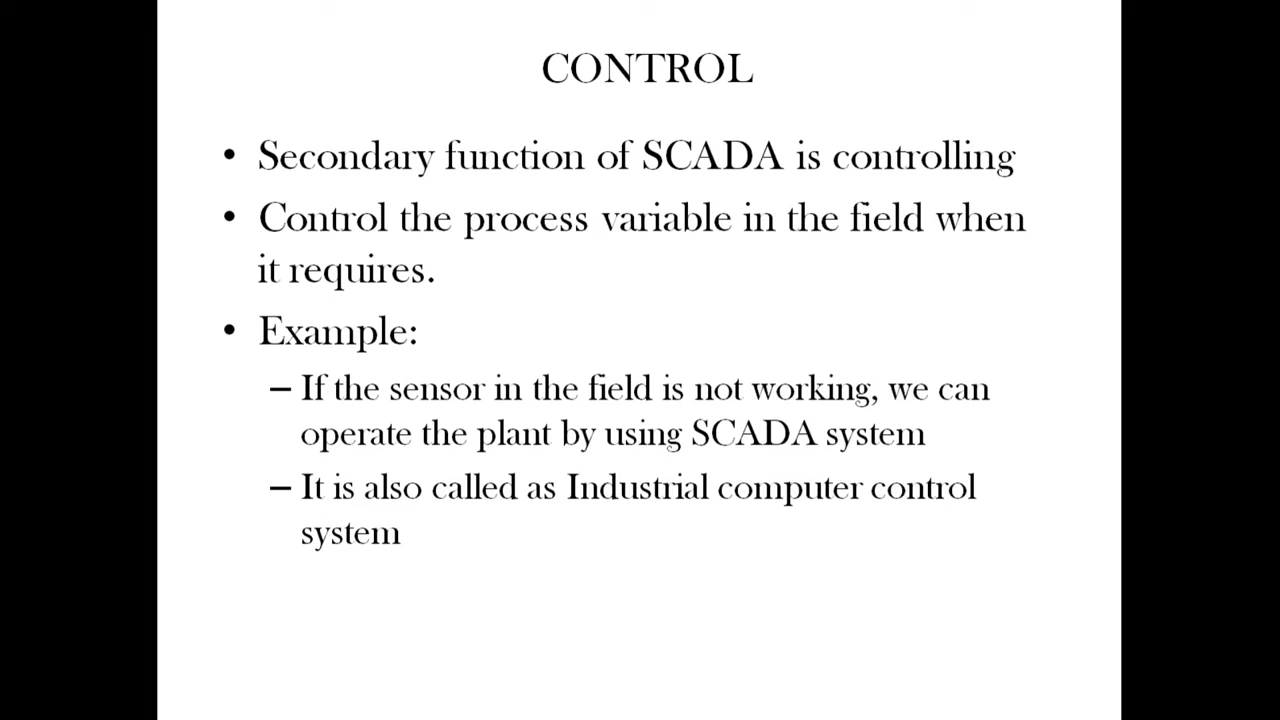 CONTROL
• Secondary function of SCADA is controlling
• Control the process variable in the field when
it requires.
• Example:
– If the sensor in the field is not working, we can
operate the plant by using SCADA system
– It is also called as Industrial computer control
system